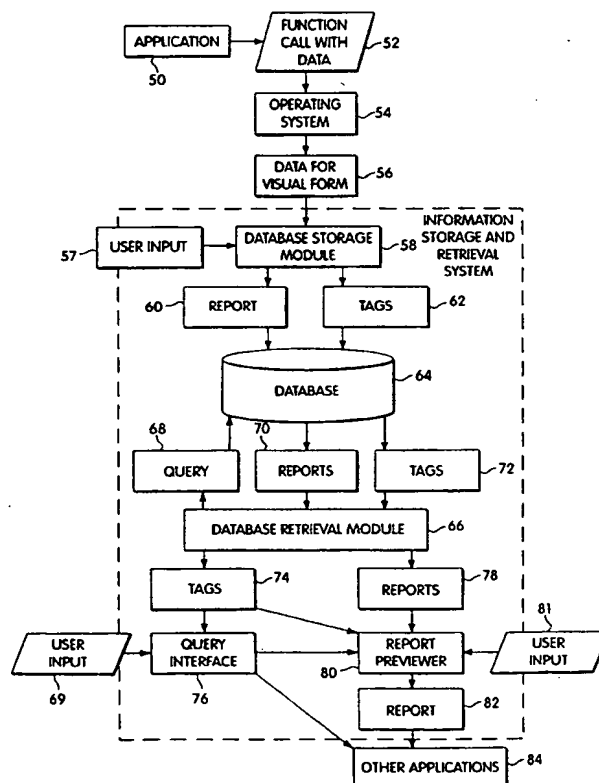 FUNCTION
CALL WITH
DATA
52
APPLICATION
50
OPERATING
SYSTEM
54
DATA FOR
VISUAL FORM
56
INFORMATION
STORAGE AND
RETRIEVAL
SYSTEM
57
USER INPUT
DATABASE STORAGE
MODULE
58
60
REPORT
TAGS
62
DATABASE
64
68
QUERY
70
REPORTS
TAGS
72
DATABASE RETRIEVAL MODULE
66
TAGS
74
REPORTS
78
81
USER
INPUT
69
QUERY
INTERFACE
76
REPORT
PREVIEWER
80
USER
INPUT
REPORT
82
OTHER APPLICATIONS
84